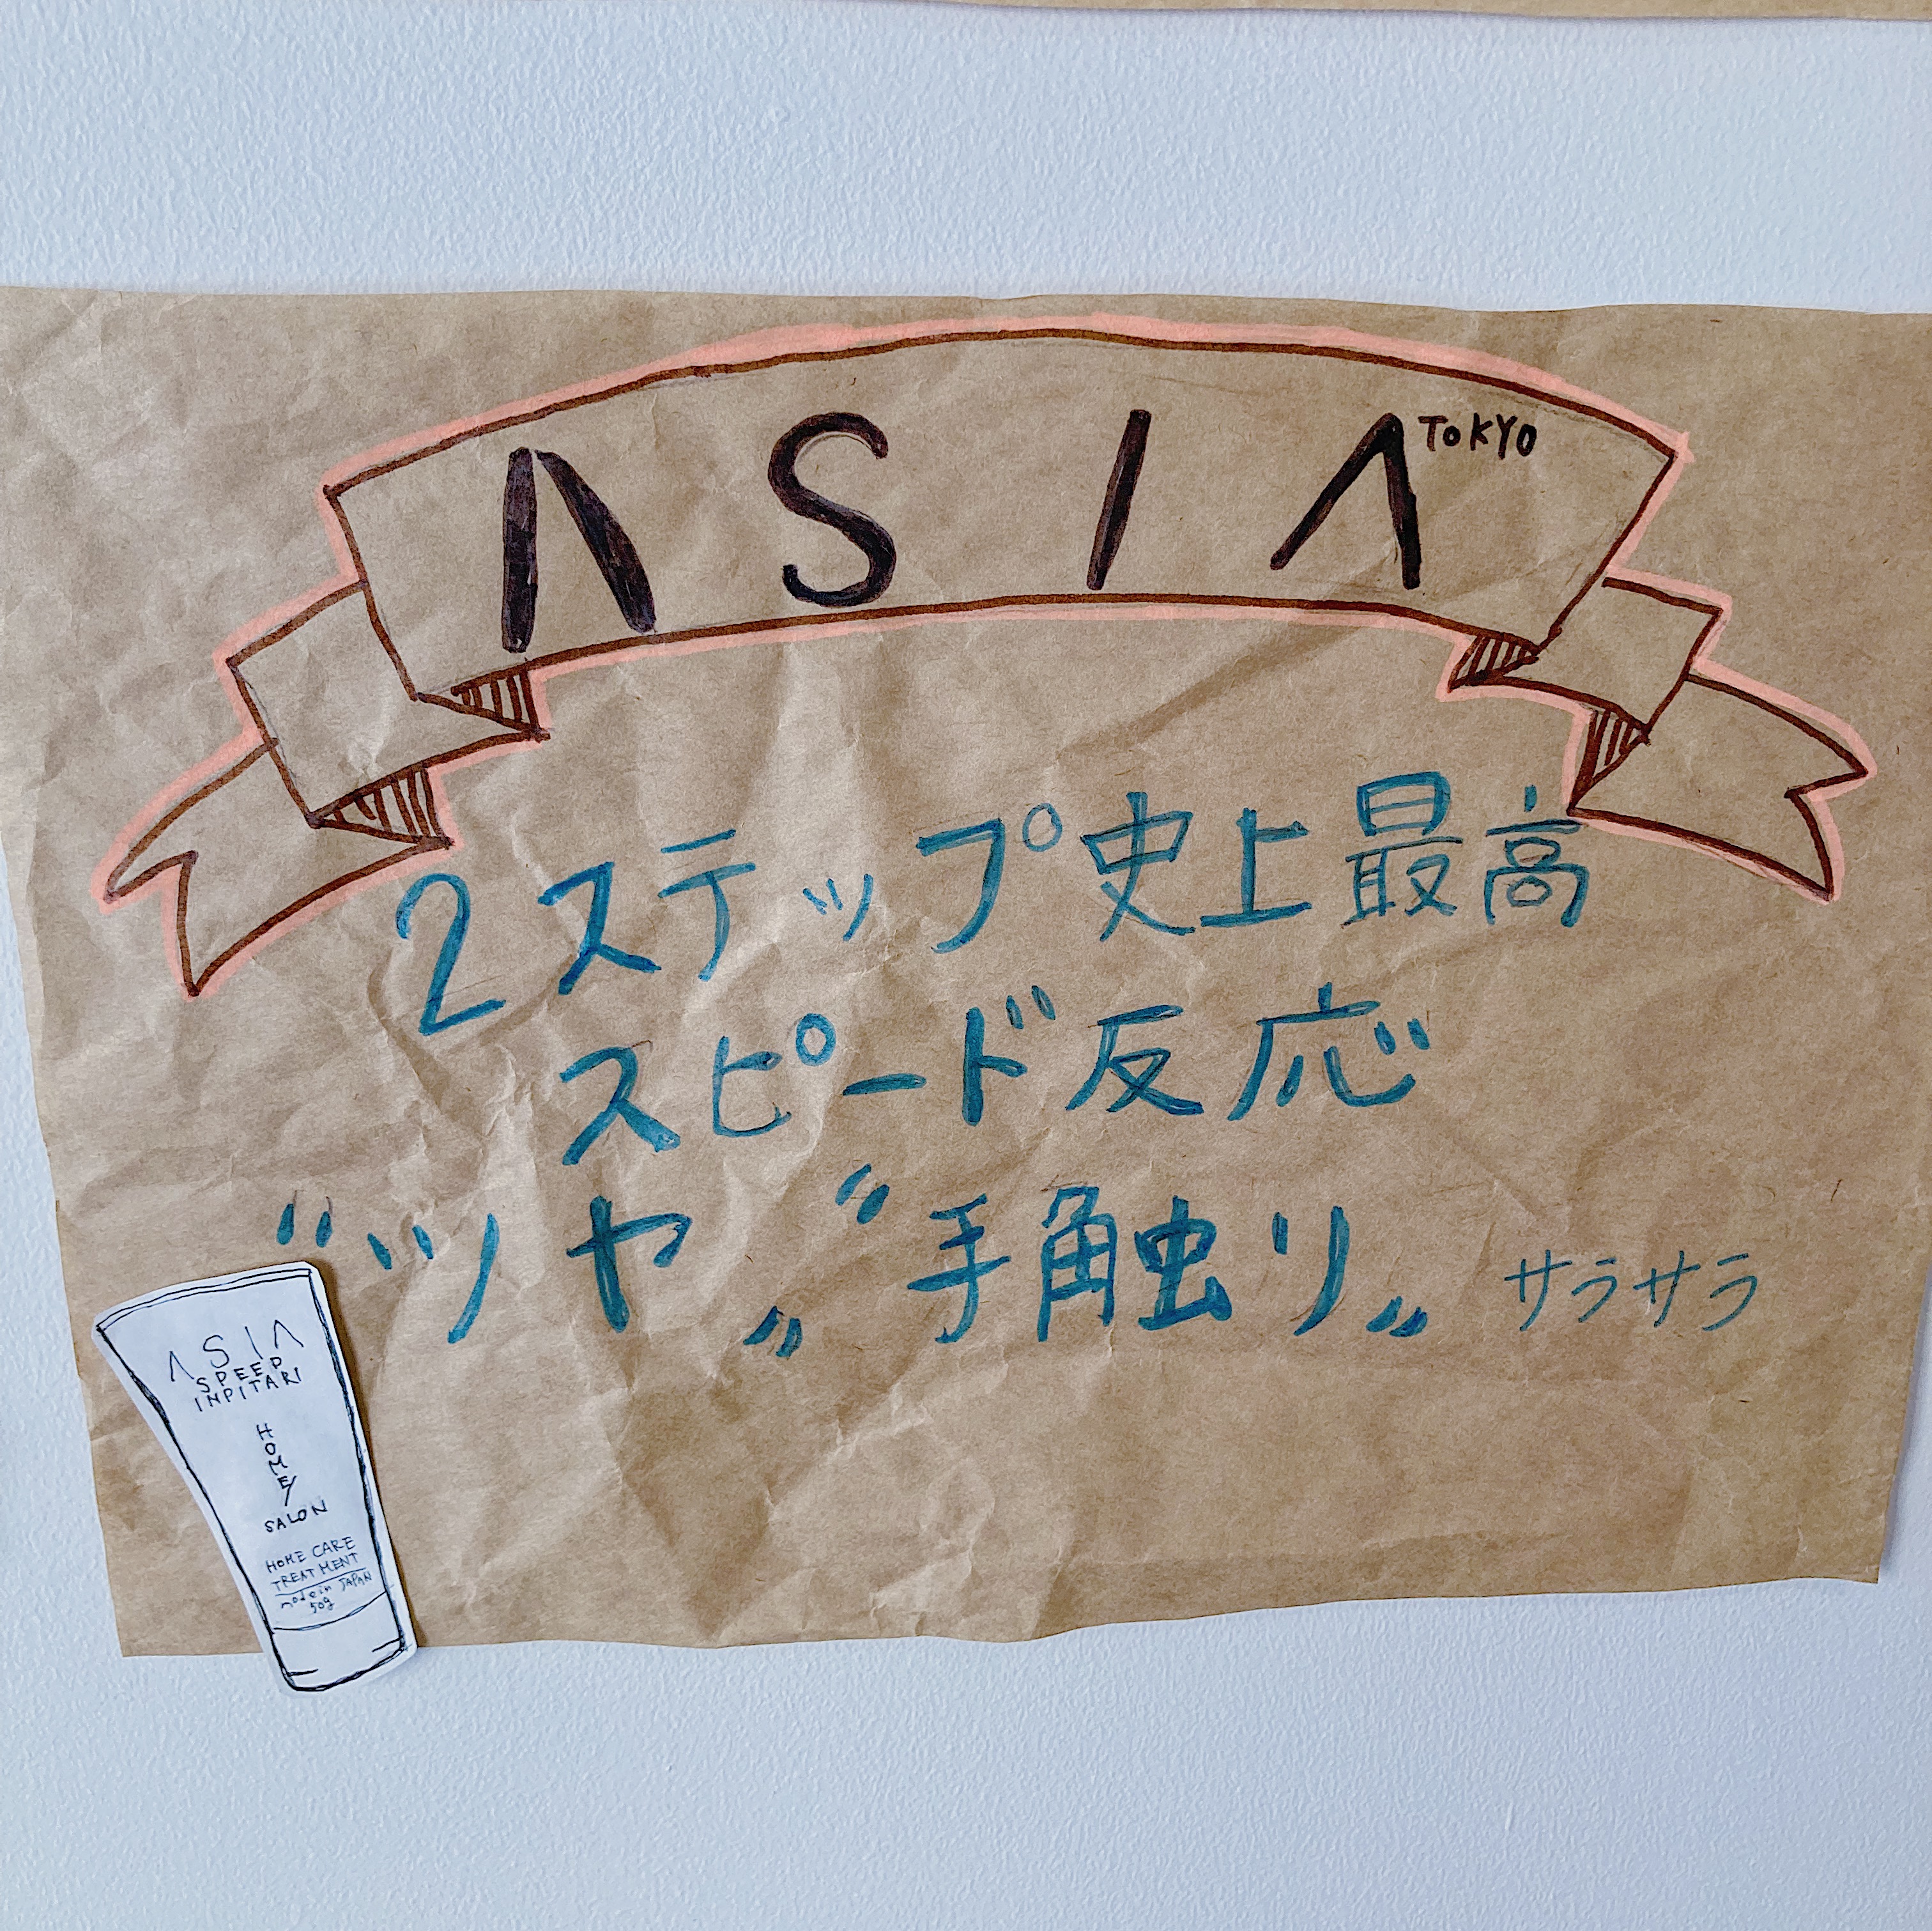 ASIA TOKYO
2ステップ史上最高
スピード反応
"ツヤ" "手触り" サラサラ
ASIA
SPEED
INPITARI
HOME/
SALON
HOME CARE
TREATMENT
made in JAPAN
50g